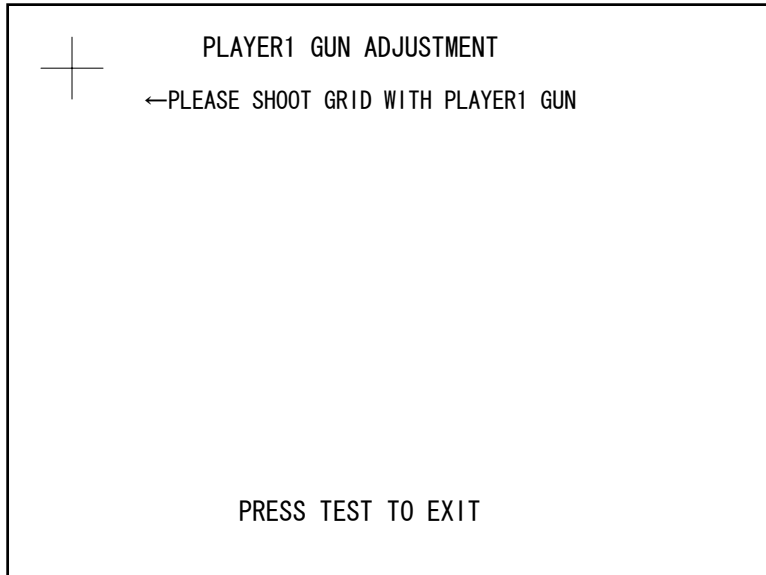 PLAYER1 GUN ADJUSTMENT
←PLEASE SHOOT GRID WITH PLAYER1 GUN
PRESS TEST TO EXIT